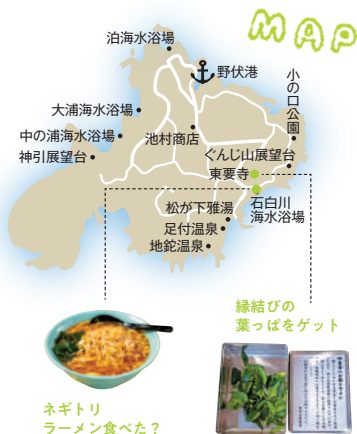 MAP
泊海水浴場
野伏港
小の口公園
大浦海水浴場
中の浦海水浴場
神引展望台
池村商店
ぐんじ山展望台
東要寺
石白川
海水浴場
松が下雅湯
足付温泉
地鉈温泉
縁結びの
葉っぱをゲット
ネギトリ
ラーメン食べた？